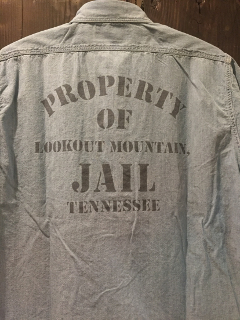 PROPERTY
OF
LOOKOUT MOUNTAIN.
JAIL
TENNESSEE